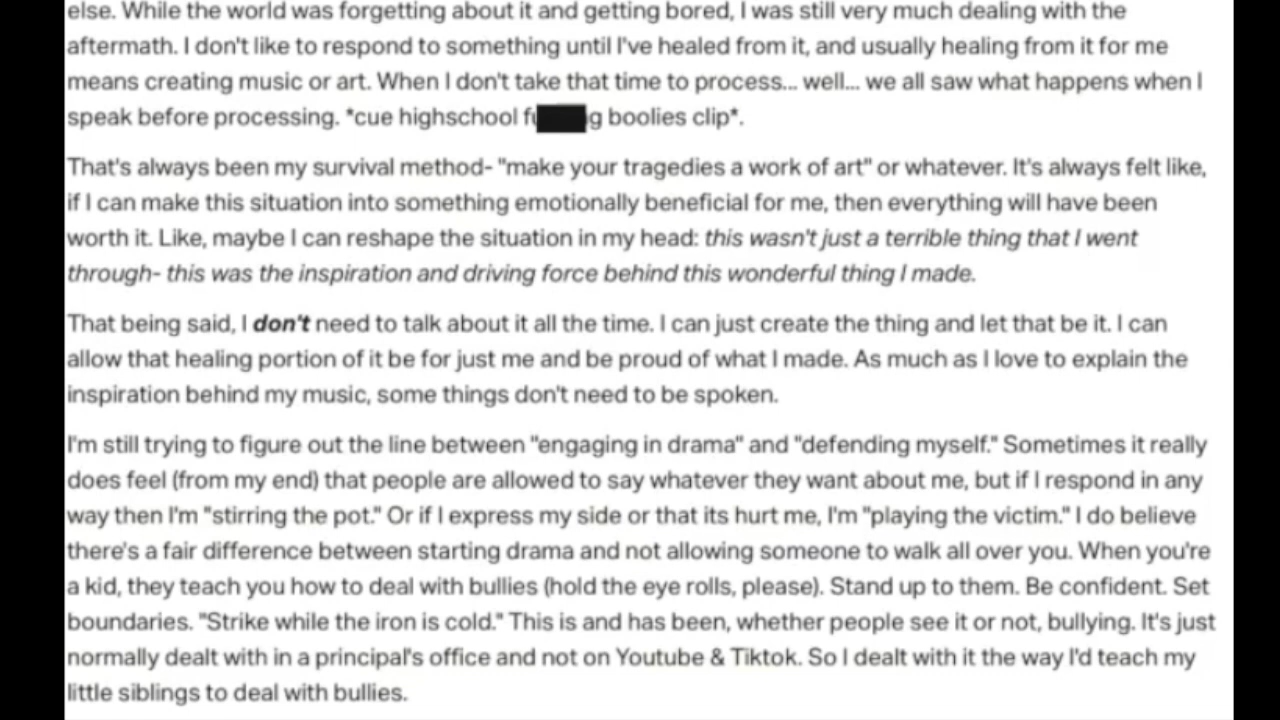 else. While the world was forgetting about it and getting bored, I was still very much dealing with the
aftermath. I don't like to respond to something until I've healed from it, and usually healing from it for me
means creating music or art. When I don't take that time to process... well... we all saw what happens when I
speak before processing. *cue highschool f g boolies clip*.
That's always been my survival method- "make your tragedies a work of art" or whatever. It's always felt like,
if I can make this situation into something emotionally beneficial for me, then everything will have been
worth it. Like, maybe I can reshape the situation in my head: this wasn't just a terrible thing that I went
through- this was the inspiration and driving force behind this wonderful thing I made.
That being said, I don't need to talk about it all the time. I can just create the thing and let that be it. I can
allow that healing portion of it be for just me and be proud of what I made. As much as I love to explain the
inspiration behind my music, some things don't need to be spoken.
I'm still trying to figure out the line between "engaging in drama" and "defending myself." Sometimes it really
does feel (from my end) that people are allowed to say whatever they want about me, but if I respond in any
way then I'm "stirring the pot." Or if I express my side or that its hurt me, I'm "playing the victim." I do believe
there's a fair difference between starting drama and not allowing someone to walk all over you. When you're
a kid, they teach you how to deal with bullies (hold the eye rolls, please). Stand up to them. Be confident. Set
boundaries. "Strike while the iron is cold." This is and has been, whether people see it or not, bullying. It's just
normally dealt with in a principal's office and not on Youtube & Tiktok. So I dealt with it the way I'd teach my
little siblings to deal with bullies.